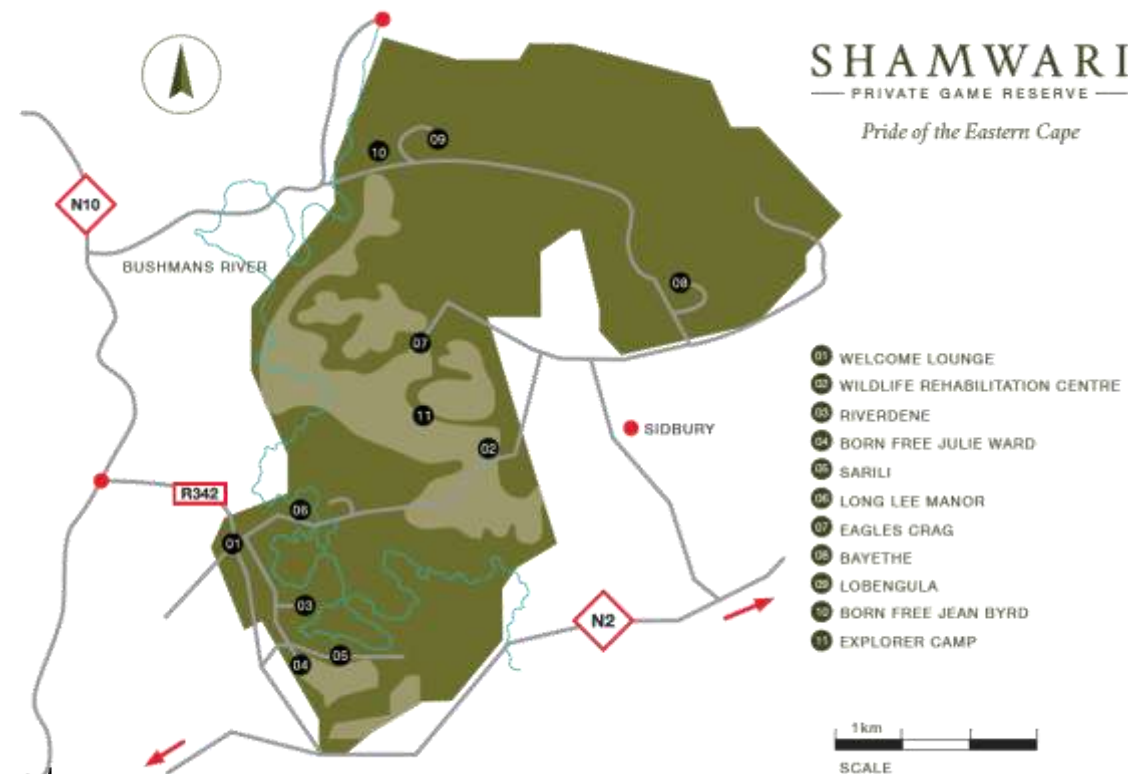 SHAMWARI
PRIVATE GAME RESERVE
Pride of the Eastern Cape
09
10
N10
BUSHMANS RIVER
08
07
11
SIDBURY
02
R342
06
01
03
N2
05
04
01 WELCOME LOUNGE
02 WILDLIFE REHABILITATION CENTRE
03 RIVERDENE
04 BORN FREE JULIE WARD
05 SARILI
06 LONG LEE MANOR
07 EAGLES CRAG
08 BAYETHE
09 LOBENGULA
10 BORN FREE JEAN BYRD
11 EXPLORER CAMP
1km
SCALE